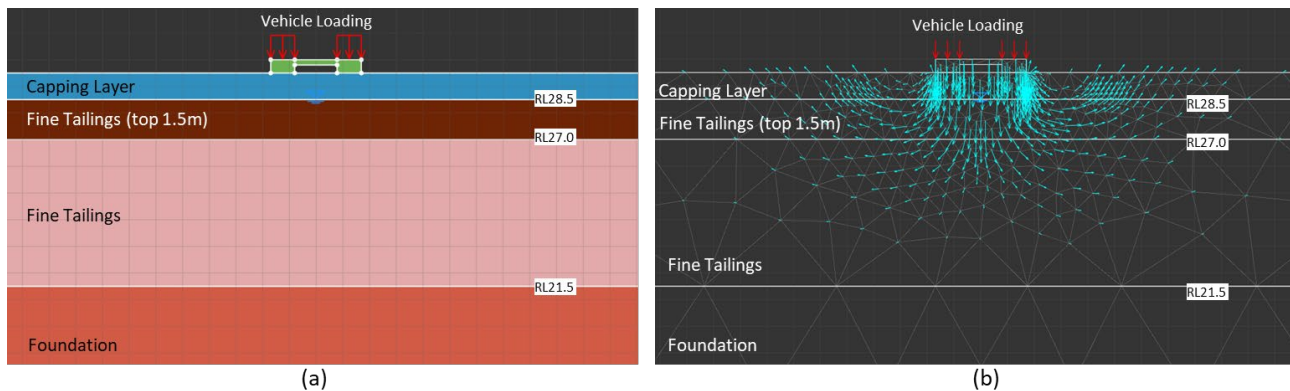 Vehicle Loading
Capping Layer
RL28.5
Fine Tailings (top 1.5m)
RL27.0
Fine Tailings
RL21.5
Foundation
(a)
Vehicle Loading
Capping Layer
RL28.5
Fine Tailings (top 1.5m)
RL27.0
Fine Tailings
RL21.5
Foundation
(b)